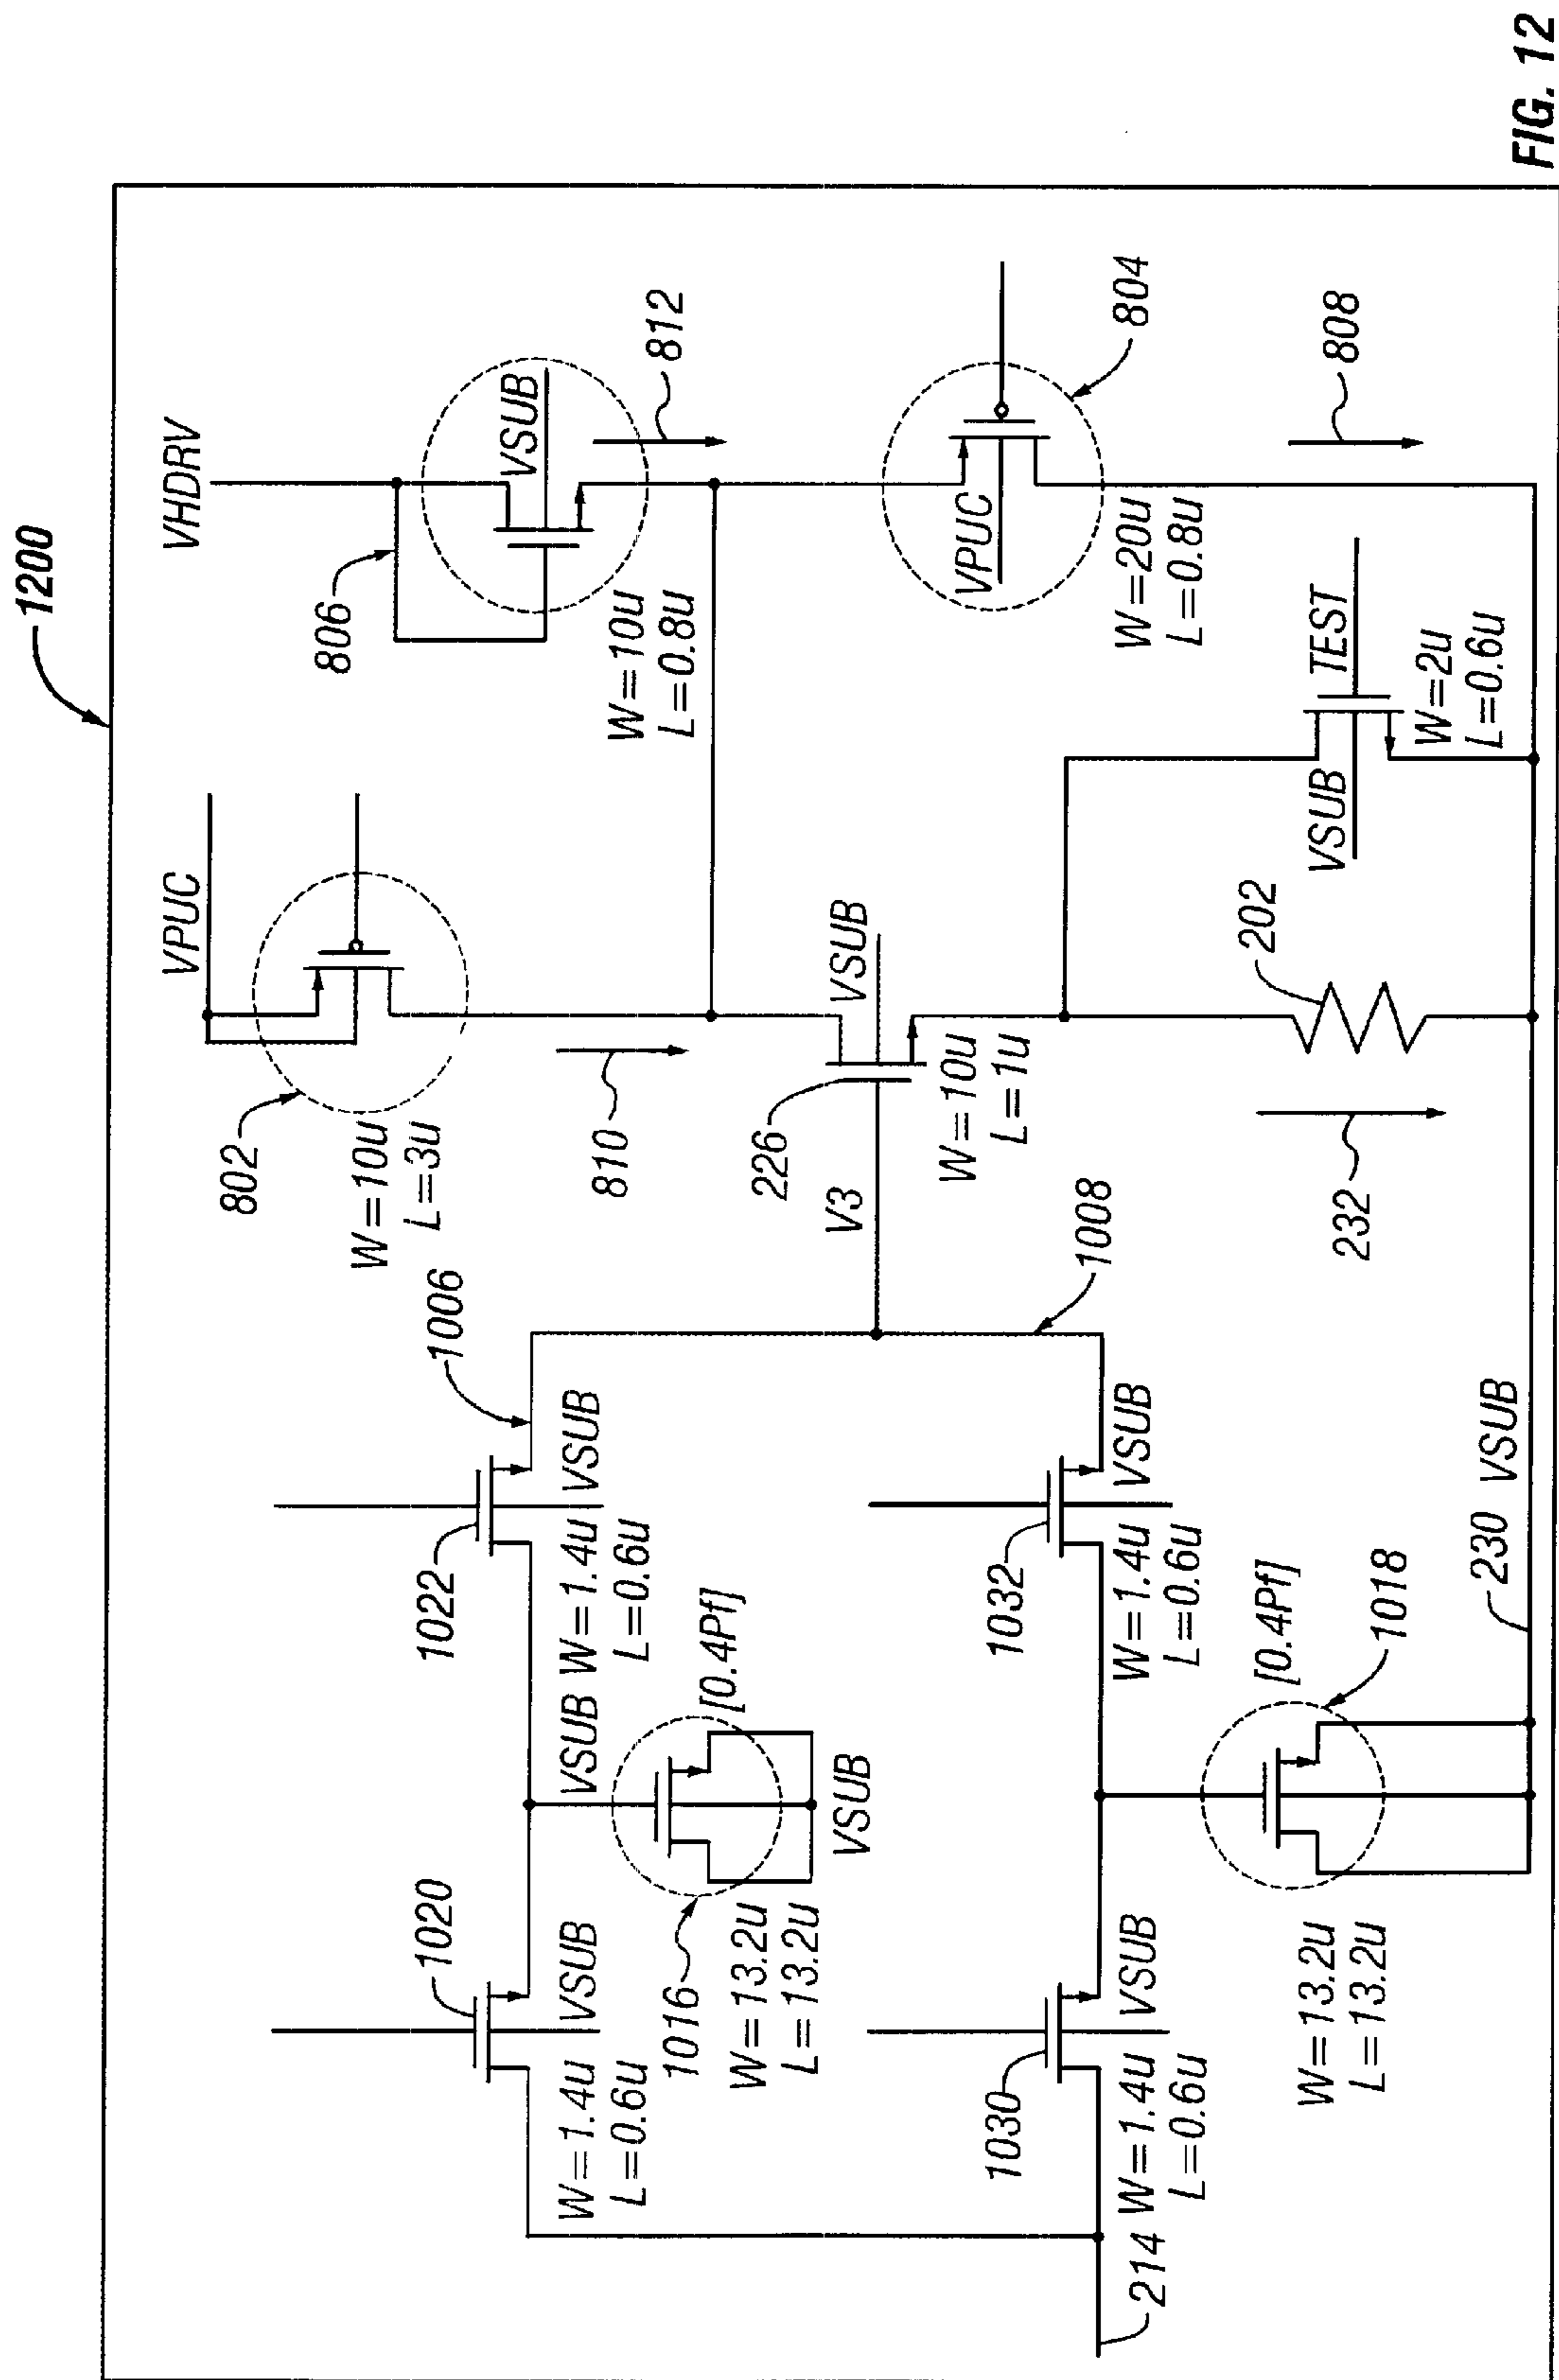 1200
VHDRV
VPUC
806
VSUB
812
802
W=10u
L=3u
W=10u
L=0.8u
810
1006
1022
VSUB
W=1.4u
L=0.6u
1020
VSUB
W=1.4u
L=0.6u
VSUB
[0.4Pf]
1016
W=13.2u
L=13.2u
VSUB
V3
226
VSUB
W=10u
L=1u
VPUC
804
W=20u
L=0.8u
1008
1032
VSUB
W=1.4u
L=0.6u
1030
VSUB
W=1.4u
L=0.6u
214
[0.4Pf]
1018
W=13.2u
L=13.2u
202
232
VSUB
TEST
W=2u
L=0.6u
808
230
VSUB
FIG. 12